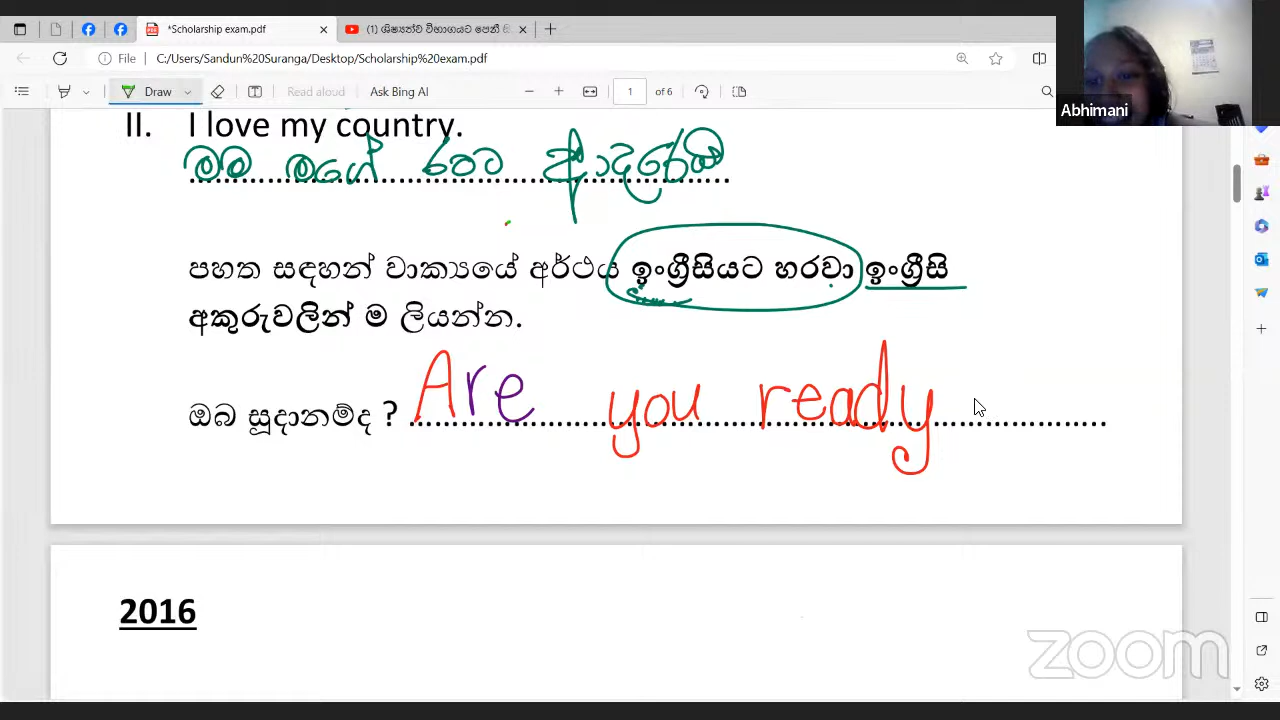 *Scholarship exam.pdf
(1) ශිෂ්‍යත්ව විභාගයට පෙනී සි
File C:/Users/Sandun%20Suranga/Desktop/Scholarship%20exam.pdf
Draw Read aloud Ask Bing AI 1 of 6
Abhimani
II. I love my country.
මම මගේ රටට ආදරෙයි
පහත සඳහන් වාක්‍යයේ අර්ථය ඉංග්‍රීසියට හරවා ඉංග්‍රීසි
අකුරුවලින් ම ලියන්න.
ඔබ සූදානම්ද ? Are you ready
2016
zoom